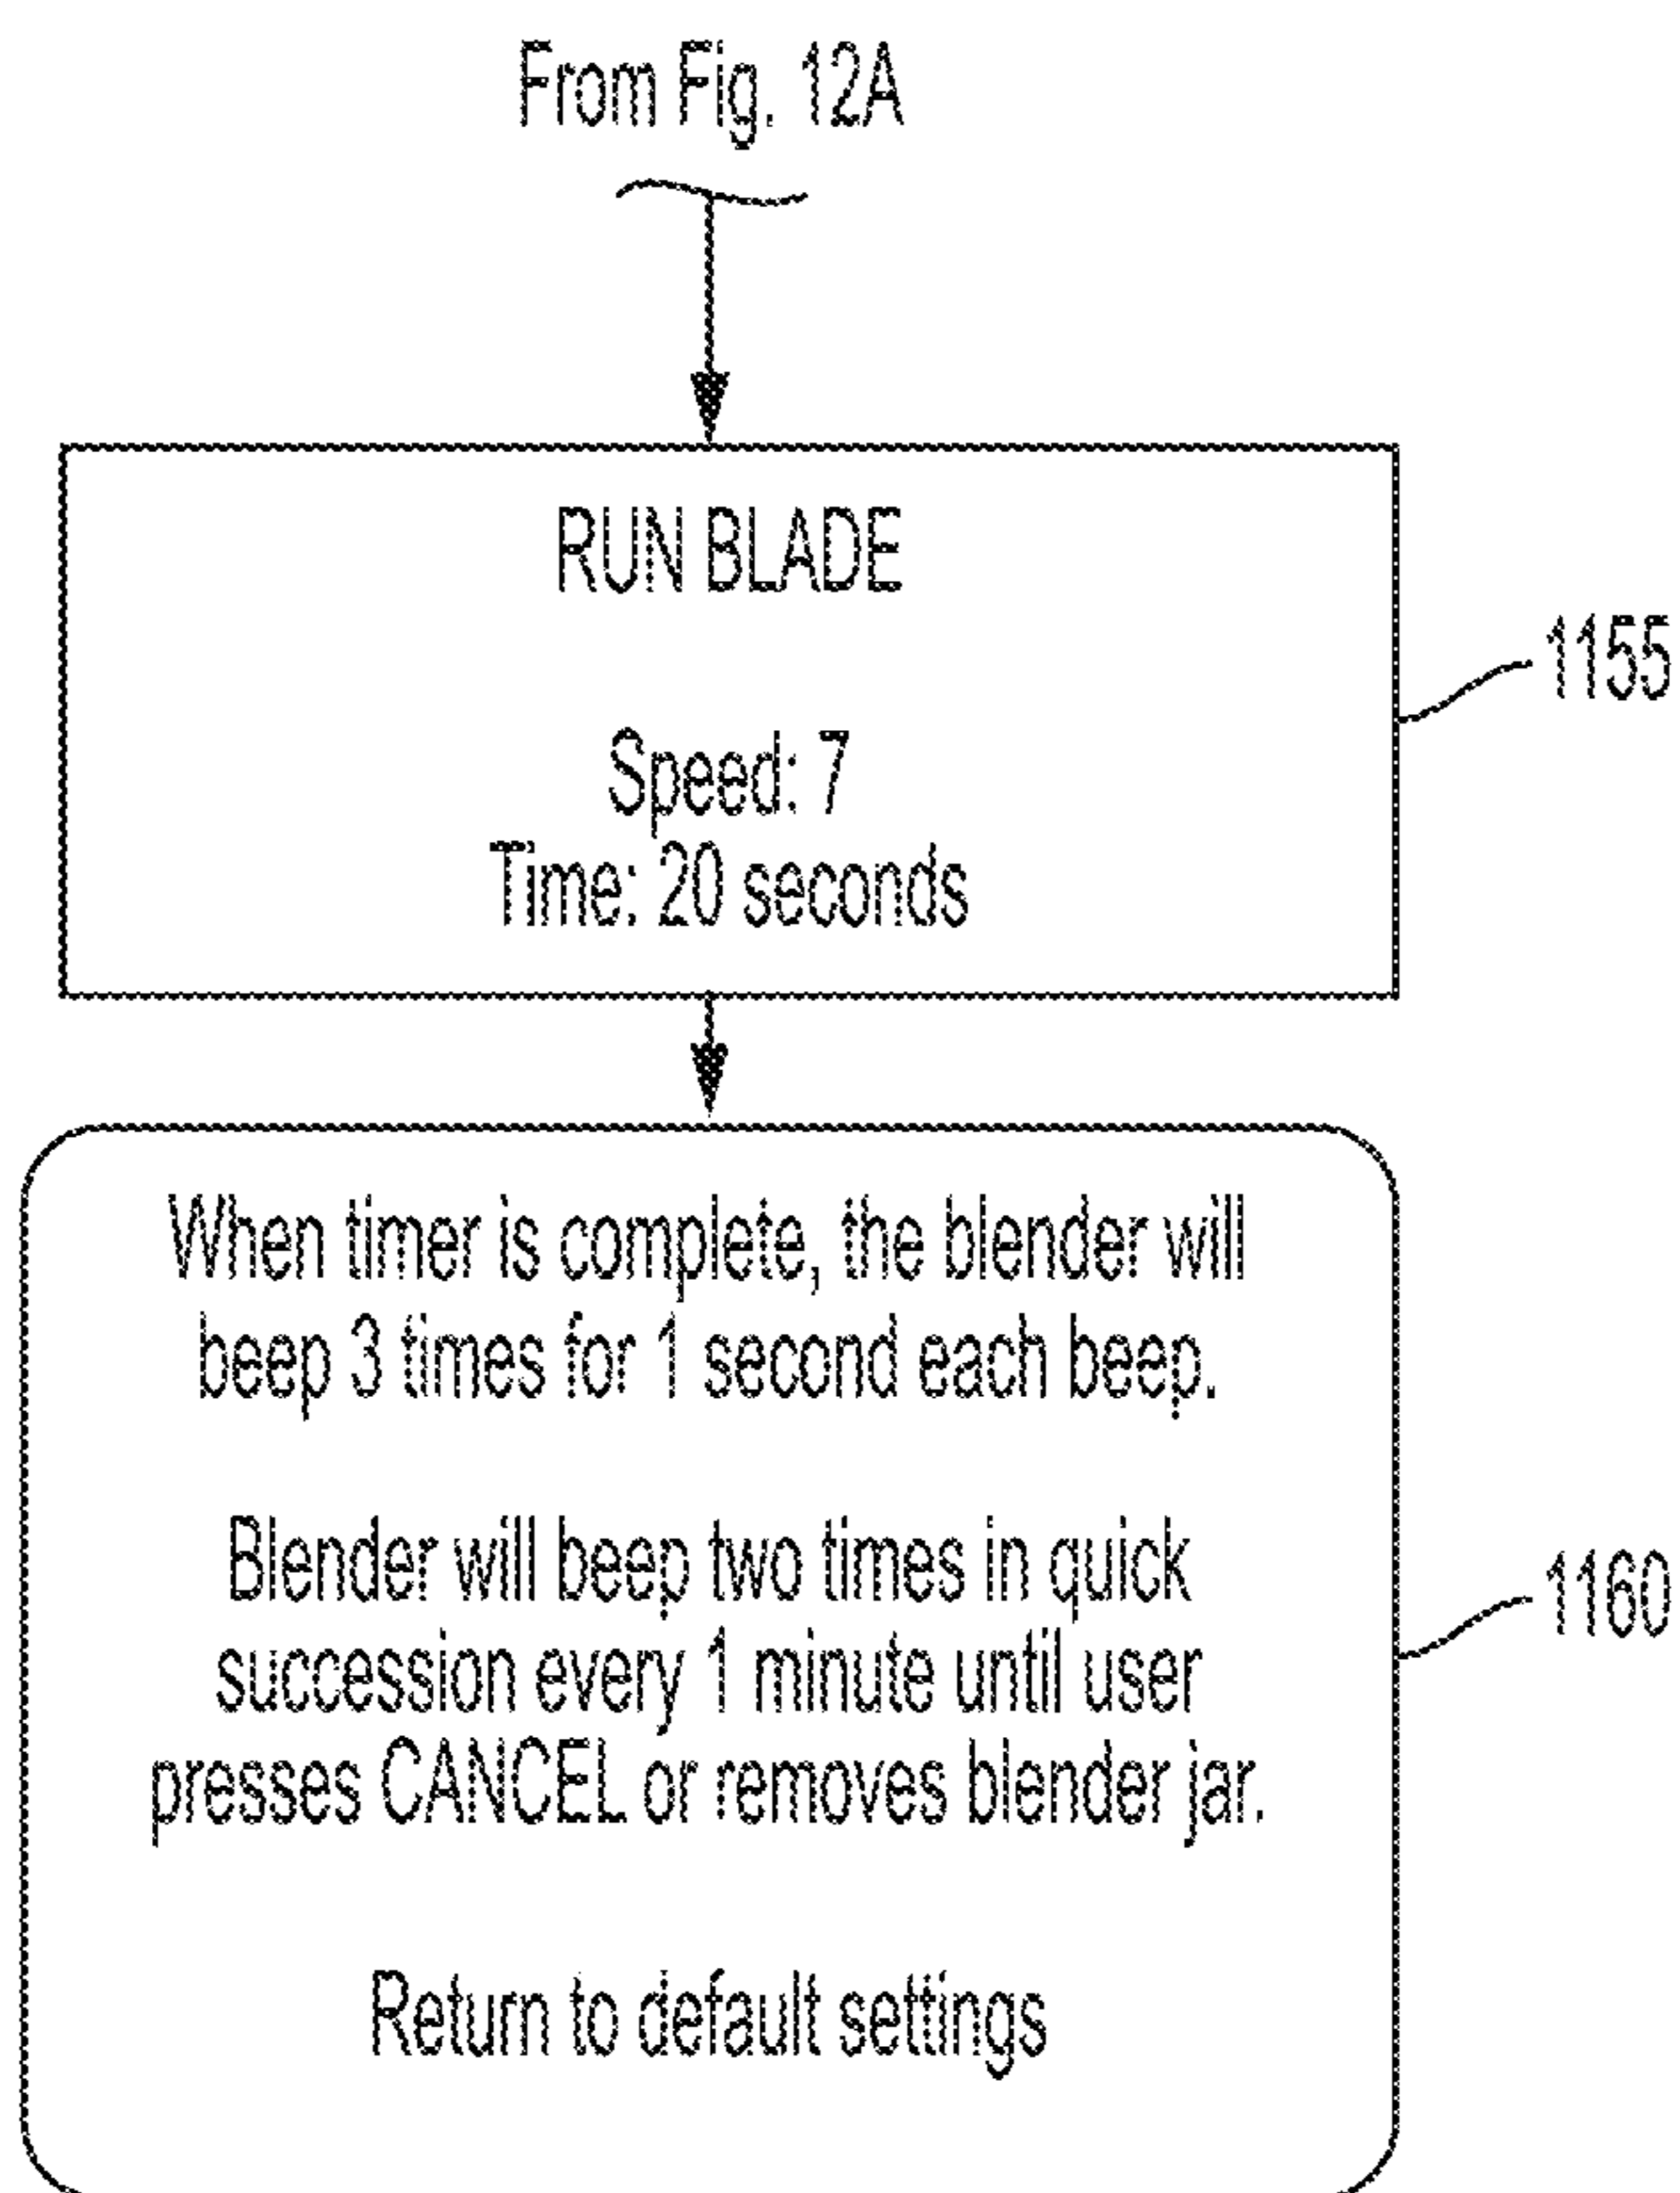 From Fig. 12A
RUN BLADE
Speed: 7
Time: 20 seconds
1155
When timer is complete, the blender will
beep 3 times for 1 second each beep.
Blender will beep two times in quick
succession every 1 minute until user
presses CANCEL or removes blender jar.
Return to default settings
1160